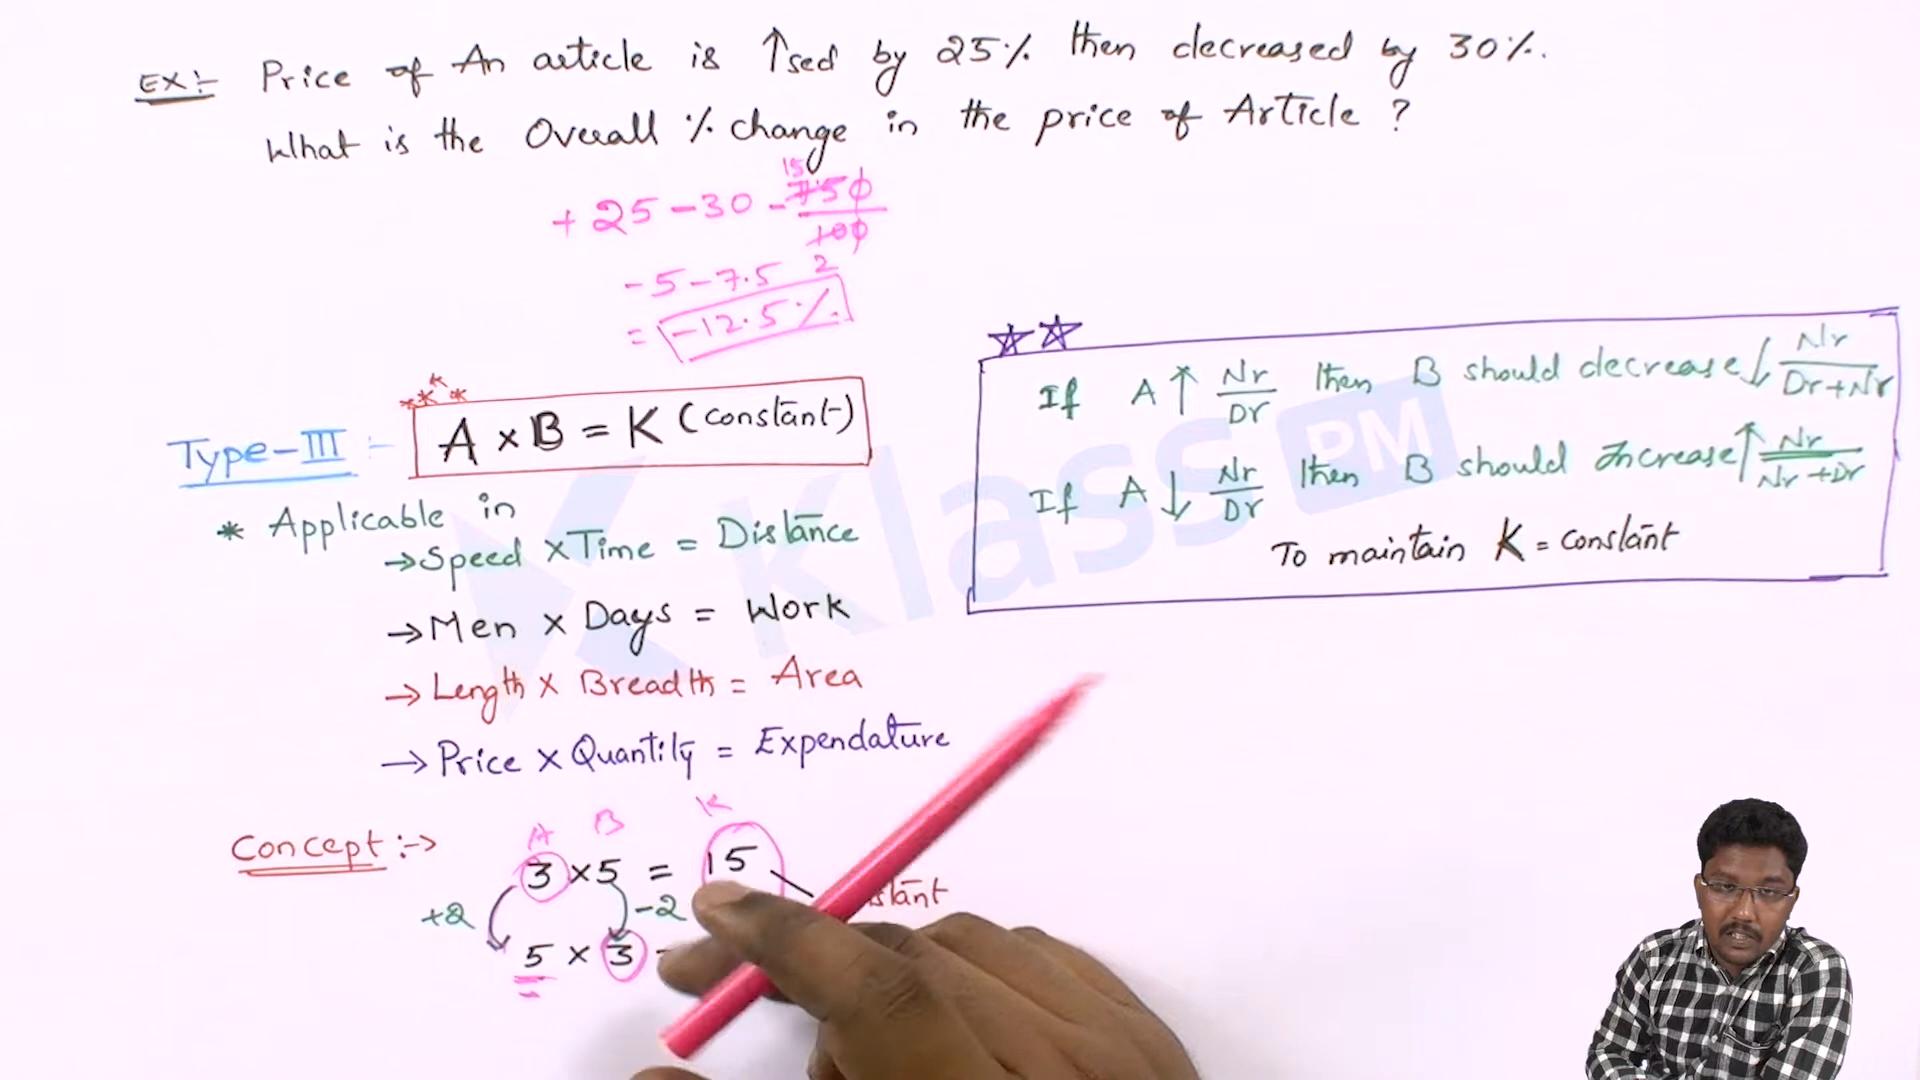 Ex:- Price of An article is ↑sed by 25% then decreased by 30%.
What is the Overall % change in the price of Article ?
+ 25 - 30 - 750/100
15
2
- 5 - 7.5
= -12.5%
Type-III :- A × B = K (constant)
* Applicable in
→ Speed × Time = Distance
→ Men × Days = Work
→ Length × Breadth = Area
→ Price × Quantity = Expendature
If A ↑ Nr/Dr then B should decrease ↓ Nr/Dr+Nr
If A ↓ Nr/Dr then B should Increase ↑ Nr/Nr+Dr
To maintain K = constant
Klass PM
Concept :→
A B K
3 × 5 = 15
+2 -2
5 × 3